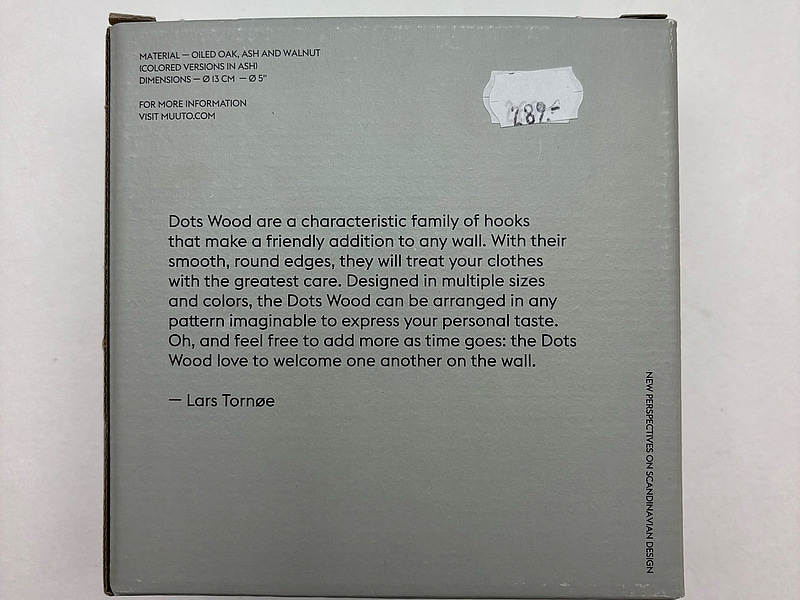 MATERIAL — OILED OAK, ASH AND WALNUT
(COLORED VERSIONS IN ASH)
DIMENSIONS — Ø 13 CM — Ø 5"
FOR MORE INFORMATION
VISIT MUUTO.COM
289.-
Dots Wood are a characteristic family of hooks
that make a friendly addition to any wall. With their
smooth, round edges, they will treat your clothes
with the greatest care. Designed in multiple sizes
and colors, the Dots Wood can be arranged in any
pattern imaginable to express your personal taste.
Oh, and feel free to add more as time goes: the Dots
Wood love to welcome one another on the wall.
— Lars Tornøe
NEW PERSPECTIVES ON SCANDINAVIAN DESIGN